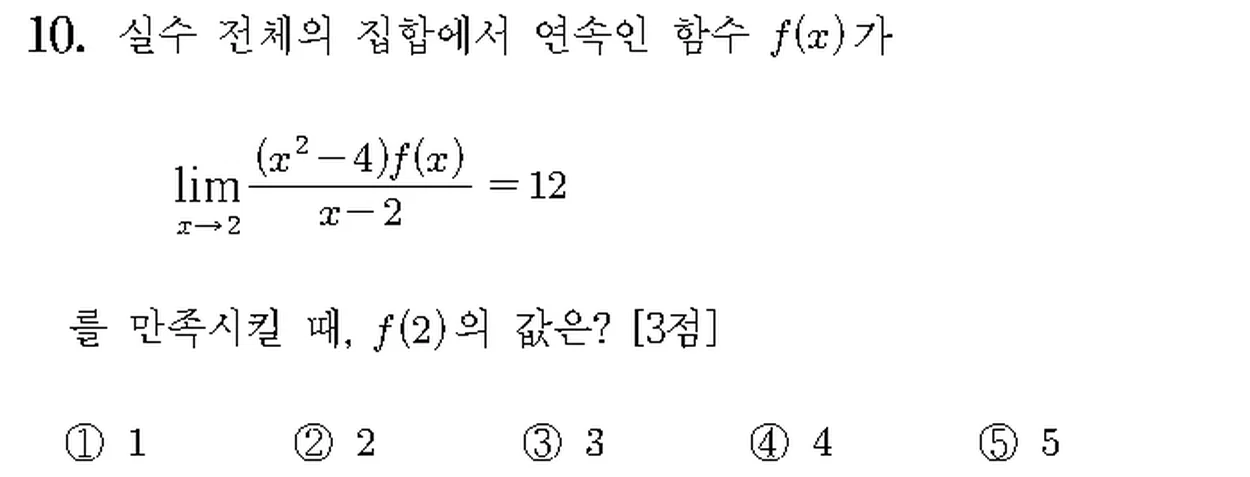 10. 실수 전체의 집합에서 연속인 함수 f(x)가
lim_{x→2} (x²−4)f(x) / (x−2) = 12
를 만족시킬 때, f(2)의 값은? [3점]
① 1 ② 2 ③ 3 ④ 4 ⑤ 5